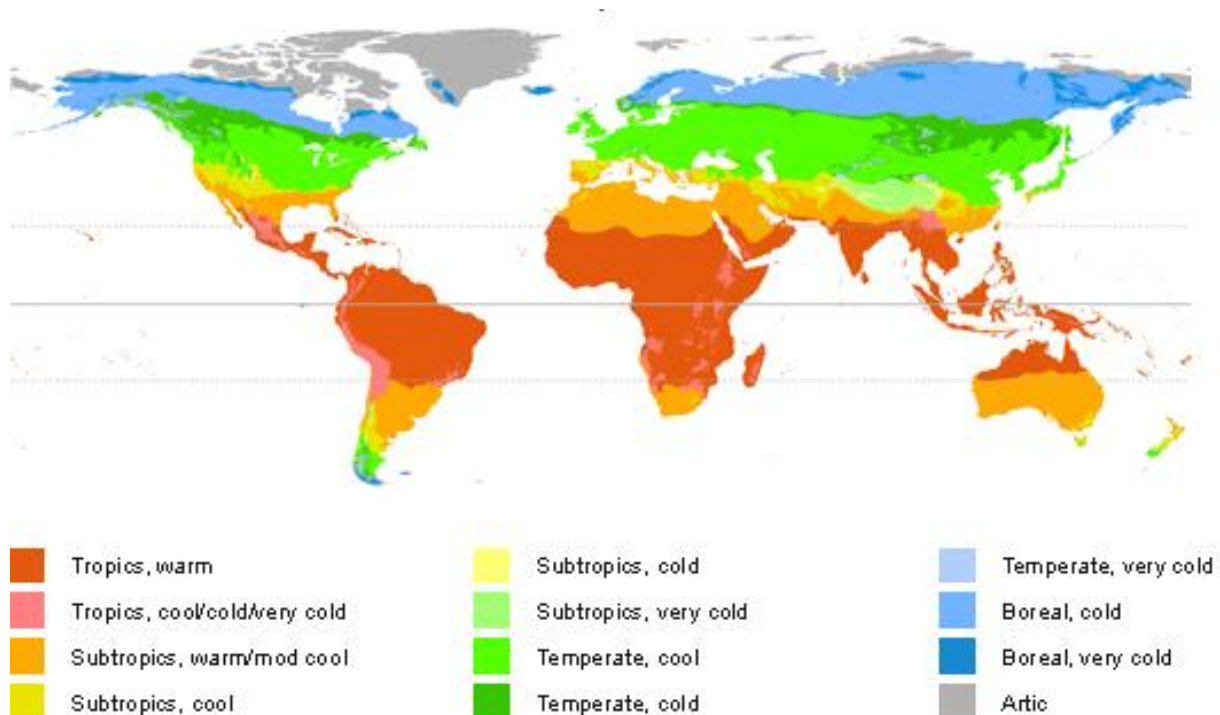 Tropics, warm
Tropics, cool/cold/very cold
Subtropics, warm/mod cool
Subtropics, cool
Subtropics, cold
Subtropics, very cold
Temperate, cool
Temperate, cold
Temperate, very cold
Boreal, cold
Boreal, very cold
Artic